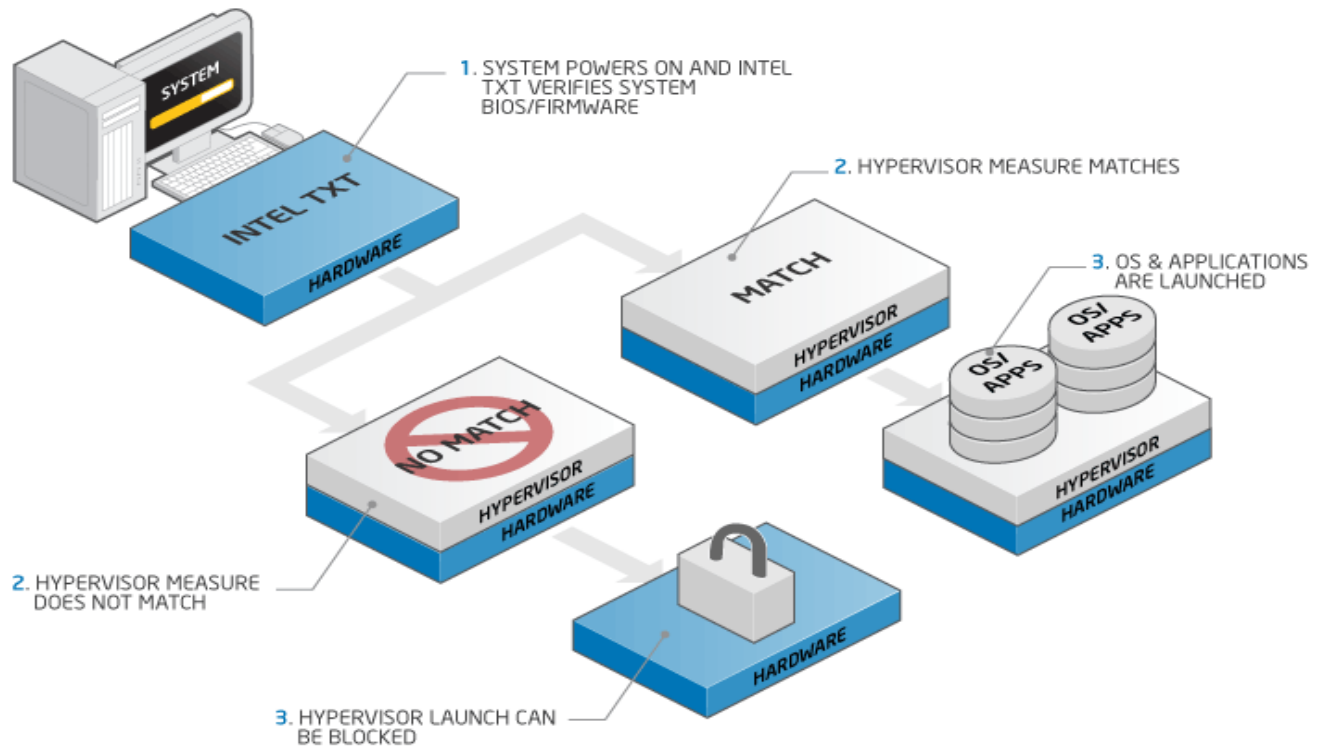 SYSTEM
1. SYSTEM POWERS ON AND INTEL
TXT VERIFIES SYSTEM
BIOS/FIRMWARE
INTEL TXT
HARDWARE
2. HYPERVISOR MEASURE MATCHES
MATCH
HYPERVISOR
HARDWARE
3. OS & APPLICATIONS
ARE LAUNCHED
OS/
APPS
OS/
APPS
HYPERVISOR
HARDWARE
NO MATCH
HYPERVISOR
HARDWARE
2. HYPERVISOR MEASURE
DOES NOT MATCH
HARDWARE
3. HYPERVISOR LAUNCH CAN
BE BLOCKED